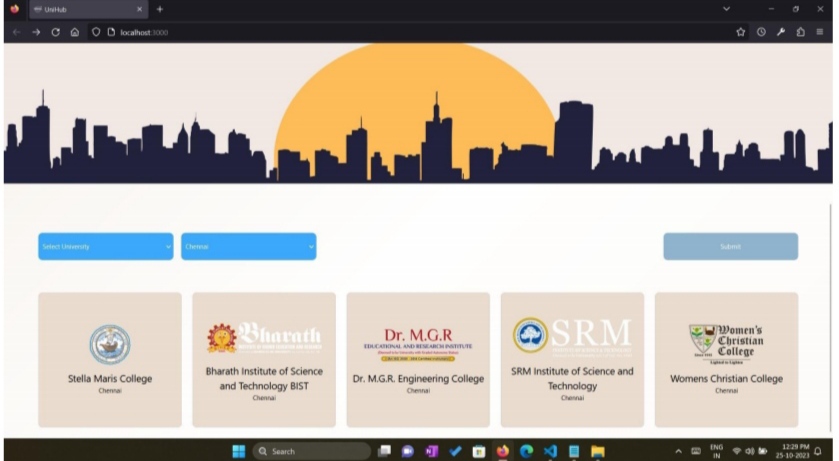 UniHub
localhost:3000
Select University
Chennai
Submit
Stella Maris College
Chennai
Bharath
Bharath Institute of Science
and Technology BIST
Chennai
Dr. M.G.R
EDUCATIONAL AND RESEARCH INSTITUTE
Dr. M.G.R. Engineering College
Chennai
SRM
SRM Institute of Science and
Technology
Chennai
Women's
Christian
College
Lighted to Lighten
Womens Christian College
Chennai
Search
ENG
IN
12:29 PM
25-10-2023